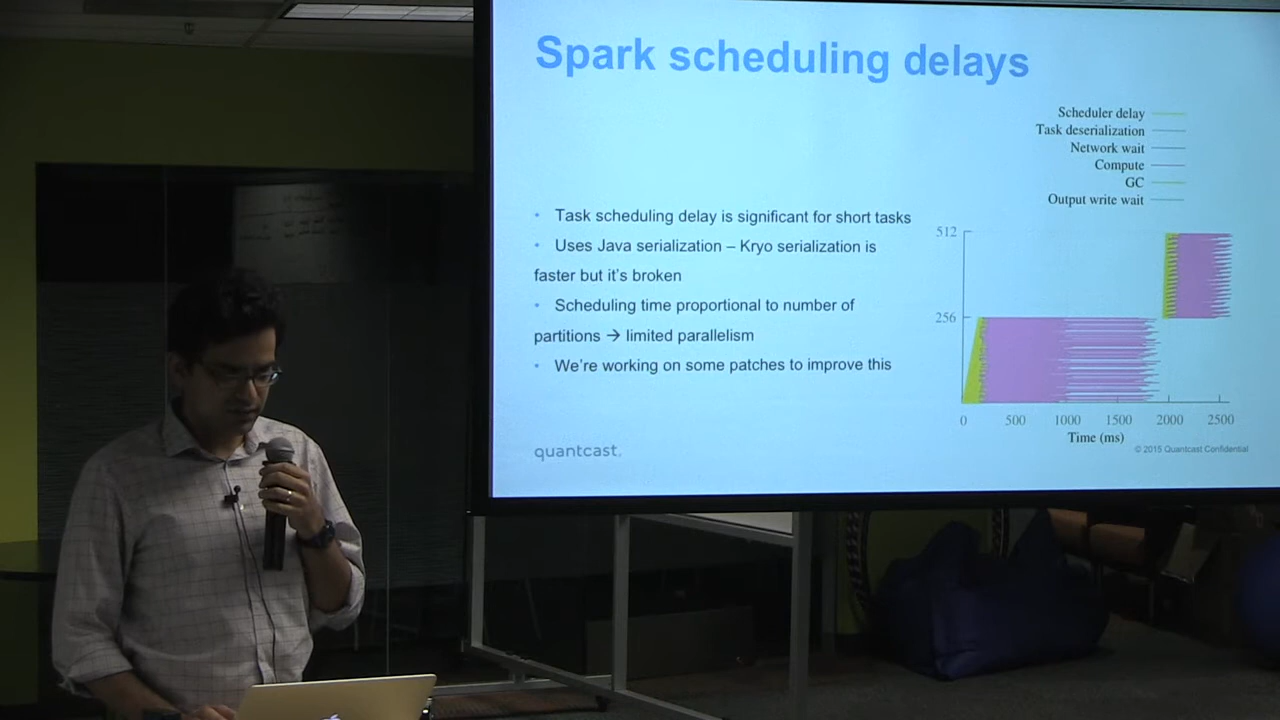 Spark scheduling delays
Scheduler delay
Task deserialization
Network wait
Compute
GC
Output write wait
• Task scheduling delay is significant for short tasks
• Uses Java serialization – Kryo serialization is
faster but it's broken
• Scheduling time proportional to number of
partitions → limited parallelism
• We're working on some patches to improve this
512
256
0 500 1000 1500 2000 2500
Time (ms)
quantcast.
© 2015 Quantcast Confidential